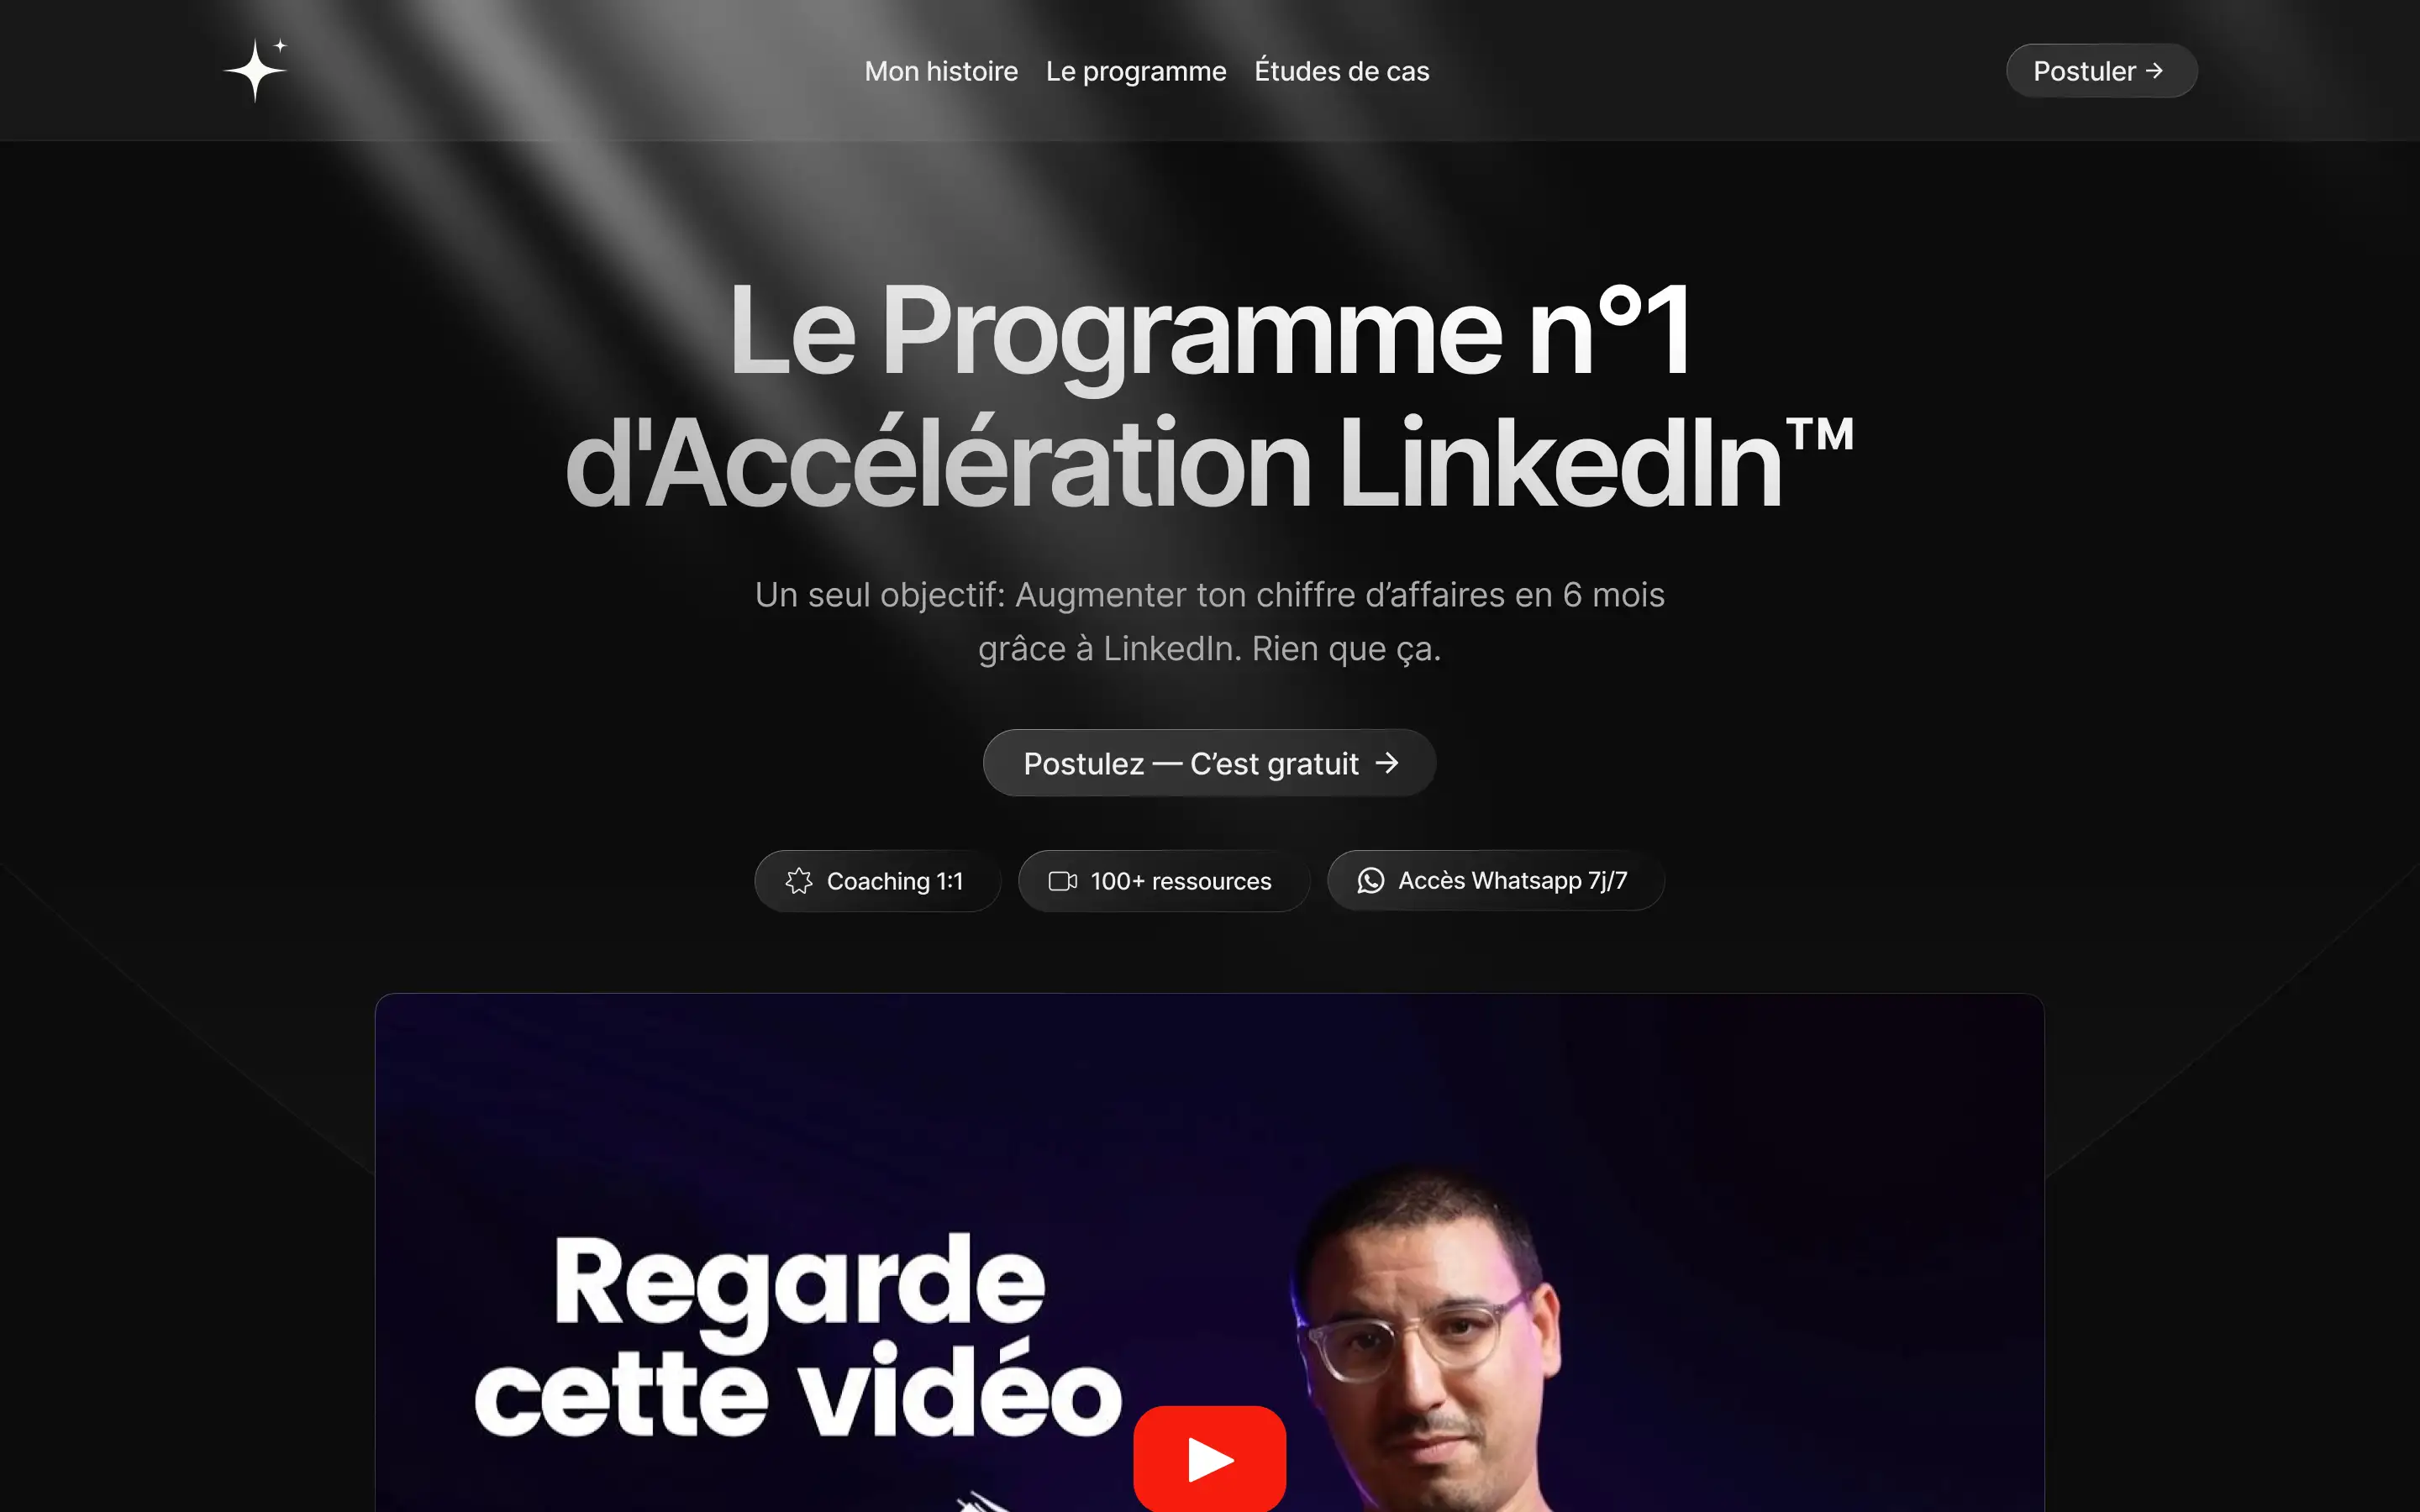 Mon histoire Le programme Études de cas
Postuler →
Le Programme n°1
d'Accélération LinkedIn™
Un seul objectif: Augmenter ton chiffre d’affaires en 6 mois
grâce à LinkedIn. Rien que ça.
Postulez — C’est gratuit →
Coaching 1:1
100+ ressources
Accès Whatsapp 7j/7
Regarde
cette vidéo